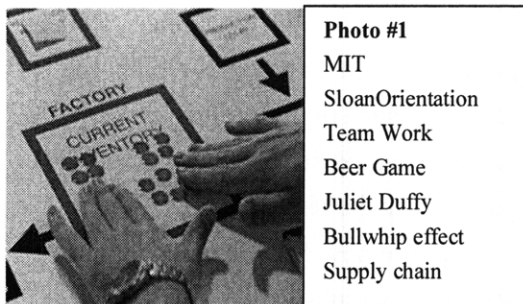 FACTORY
CURRENT
INVENTORY
Photo #1
MIT
SloanOrientation
Team Work
Beer Game
Juliet Duffy
Bullwhip effect
Supply chain